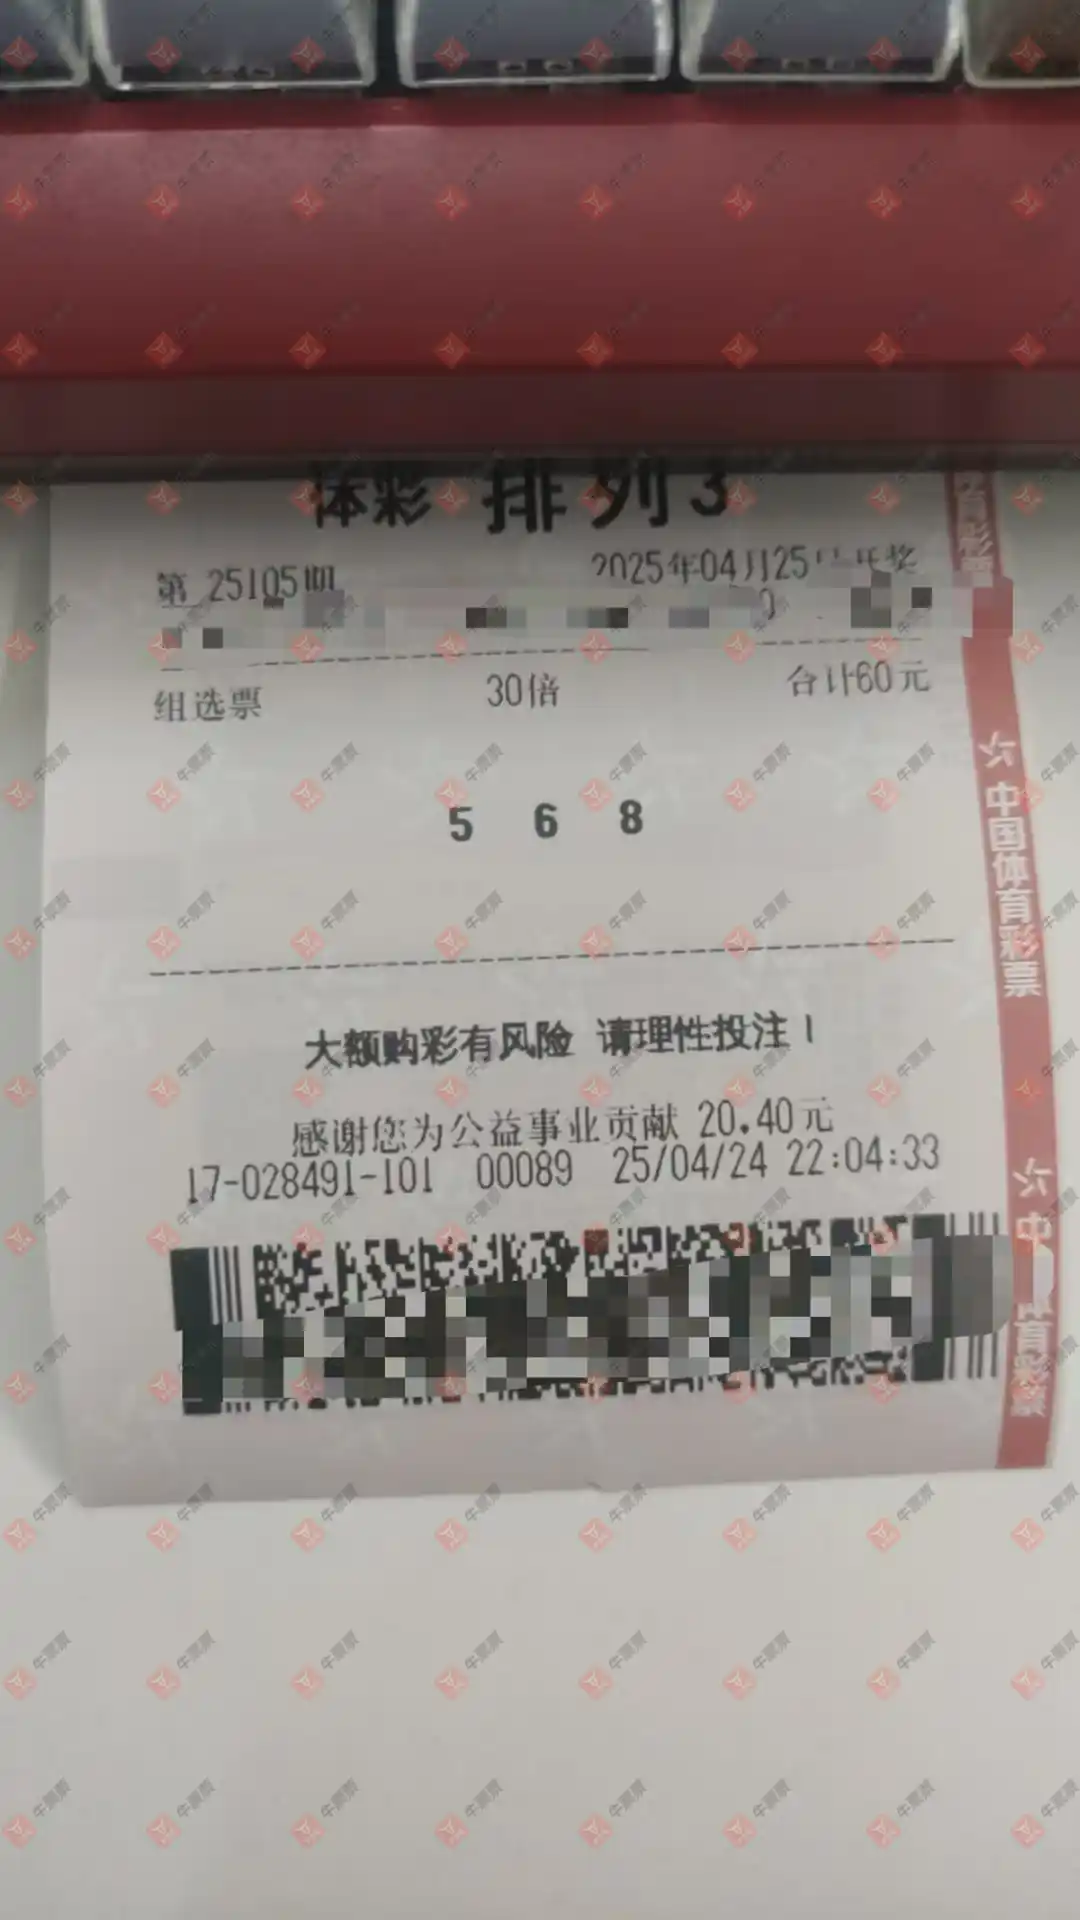 体彩 排列3
第 25105期 2025年04月25日开奖
组选票 30倍 合计60元
5 6 8
大额购彩有风险 请理性投注！
感谢您为公益事业贡献 20.40元
17-028491-101 00089 25/04/24 22:04:33
中国体育彩票
牛票票